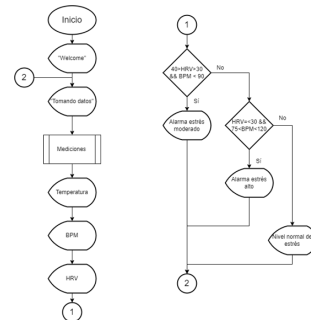 Inicio
"Welcome"
2
"Tomando datos"
Mediciones
Temperatura
BPM
HRV
1
1
40>HRV>30
&& BPM > 90
No
Sí
Alarma estrés
moderado
HRV=<30 &&
75<BPM<120
No
Sí
Alarma estrés
alto
Nivel normal de
estrés
2